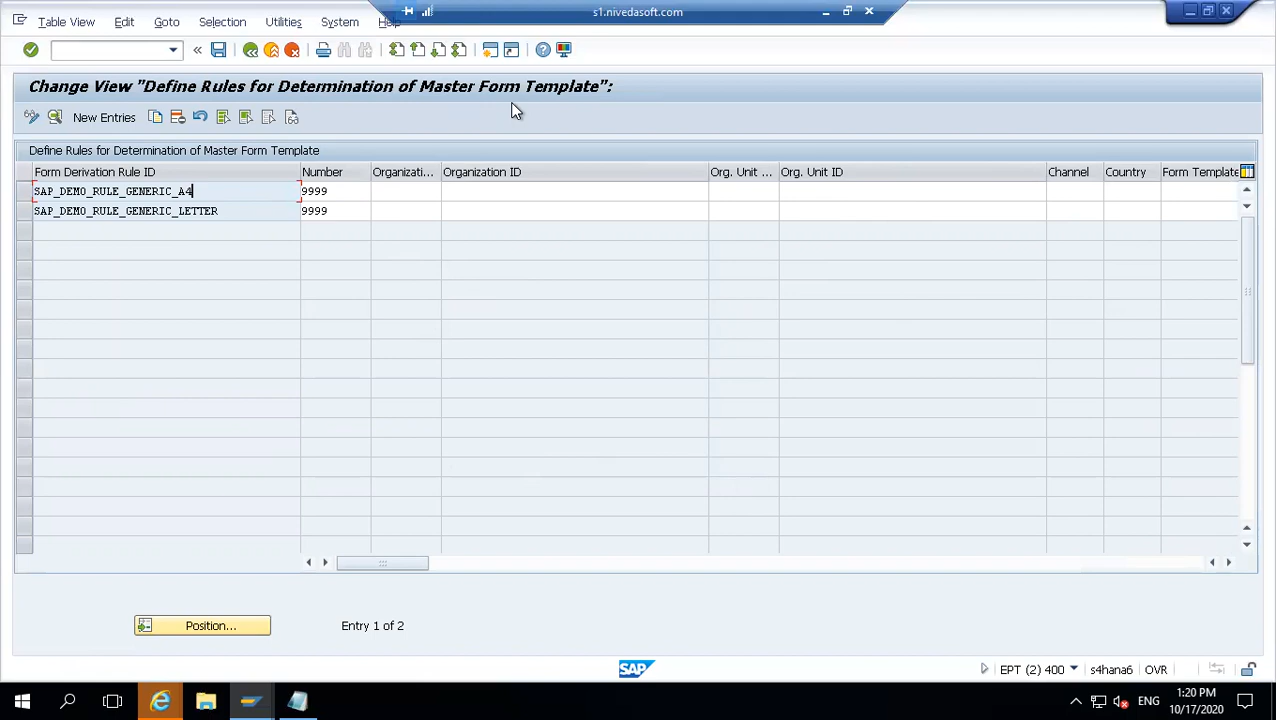 s1.nivedasoft.com
Table View Edit Goto Selection Utilities System Help
Change View "Define Rules for Determination of Master Form Template":
New Entries
Define Rules for Determination of Master Form Template
Form Derivation Rule ID Number Organizati... Organization ID Org. Unit ... Org. Unit ID Channel Country Form Template
SAP_DEMO_RULE_GENERIC_A4 9999
SAP_DEMO_RULE_GENERIC_LETTER 9999
Position... Entry 1 of 2
SAP EPT (2) 400 s4hana6 OVR
ENG 1:20 PM
10/17/2020